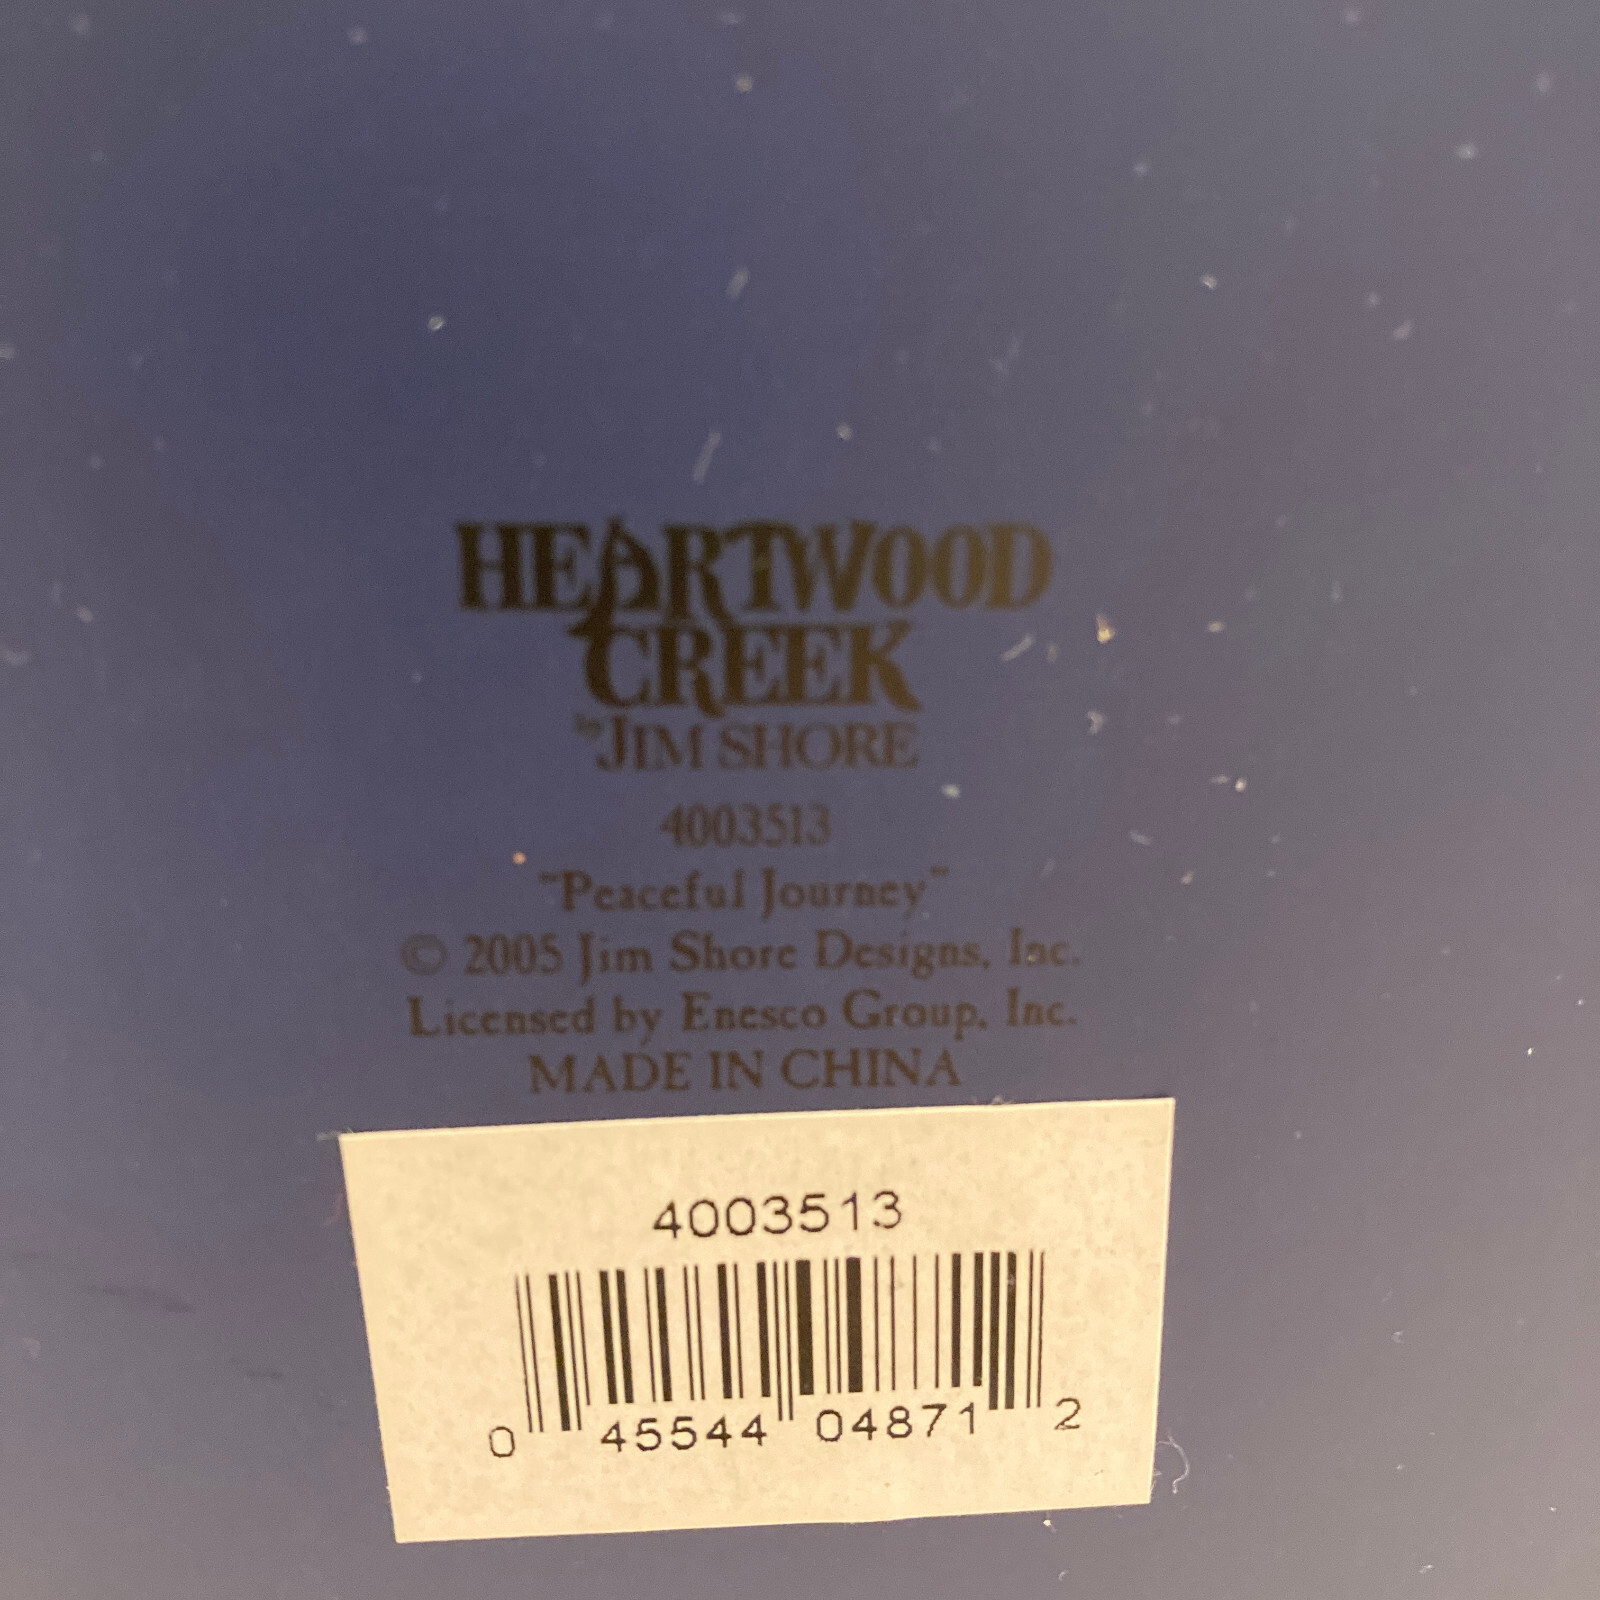 HEARTWOOD
CREEK
by JIM SHORE
4003513
"Peaceful Journey"
© 2005 Jim Shore Designs, Inc.
Licensed by Enesco Group, Inc.
MADE IN CHINA
4003513
0 45544 04871 2